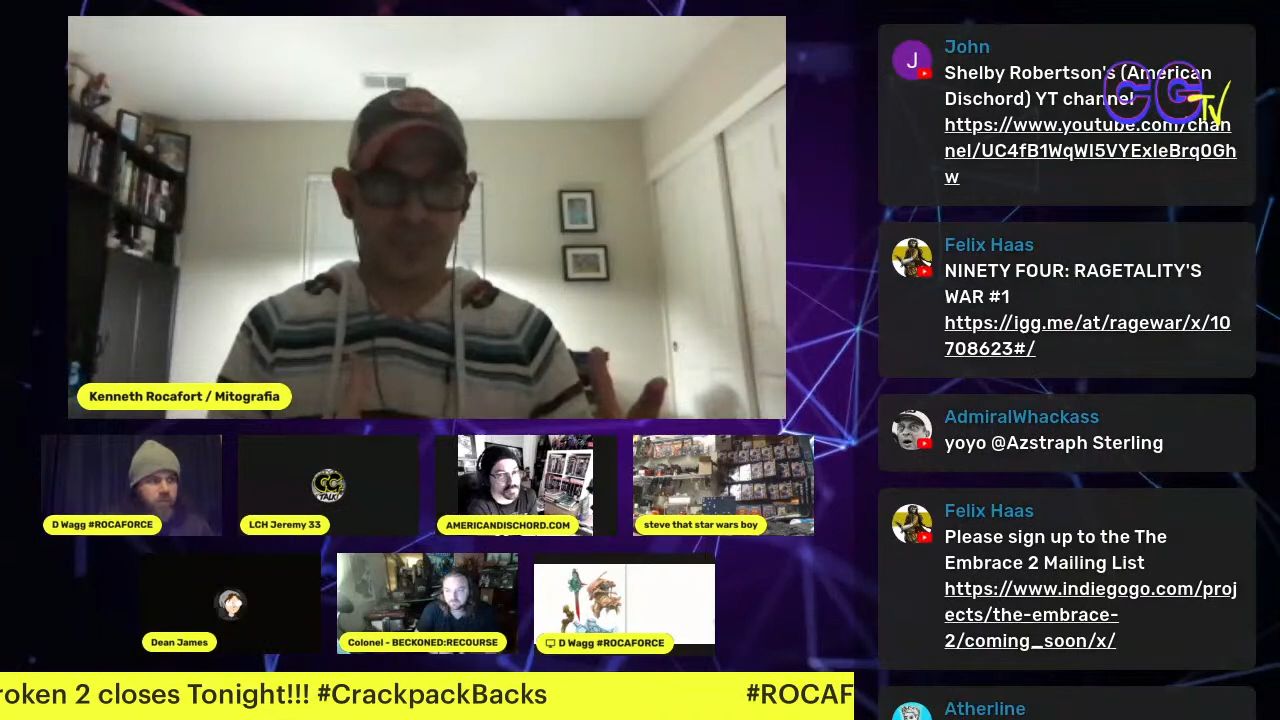 Kenneth Rocafort / Mitografia
D Wagg #ROCAFORCE
LCH Jeremy 33
AMERICANDISCHORD.COM
steve that star wars boy
Dean James
Colonel - BECKONED:RECOURSE
D Wagg #ROCAFORCE
roken 2 closes Tonight!!! #CrackpackBacks
#ROCAF
J
John
Shelby Robertson's (American
Dischord) YT channel
https://www.youtube.com/chan
nel/UC4fB1WqWI5VYExIeBrq0Gh
w
CG TV
Felix Haas
NINETY FOUR: RAGETALITY'S
WAR #1
https://igg.me/at/ragewar/x/10
708623#/
AdmiralWhackass
yoyo @Azstraph Sterling
Felix Haas
Please sign up to the The
Embrace 2 Mailing List
https://www.indiegogo.com/proj
ects/the-embrace-
2/coming_soon/x/
Atherline